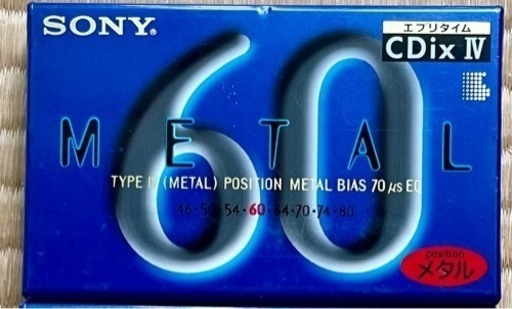 SONY®
エブリタイム
CDix IV
60
METAL
TYPE IV (METAL) POSITION METAL BIAS 70 µs EQ
46·50·54·60·64·70·74·80
position
メタル